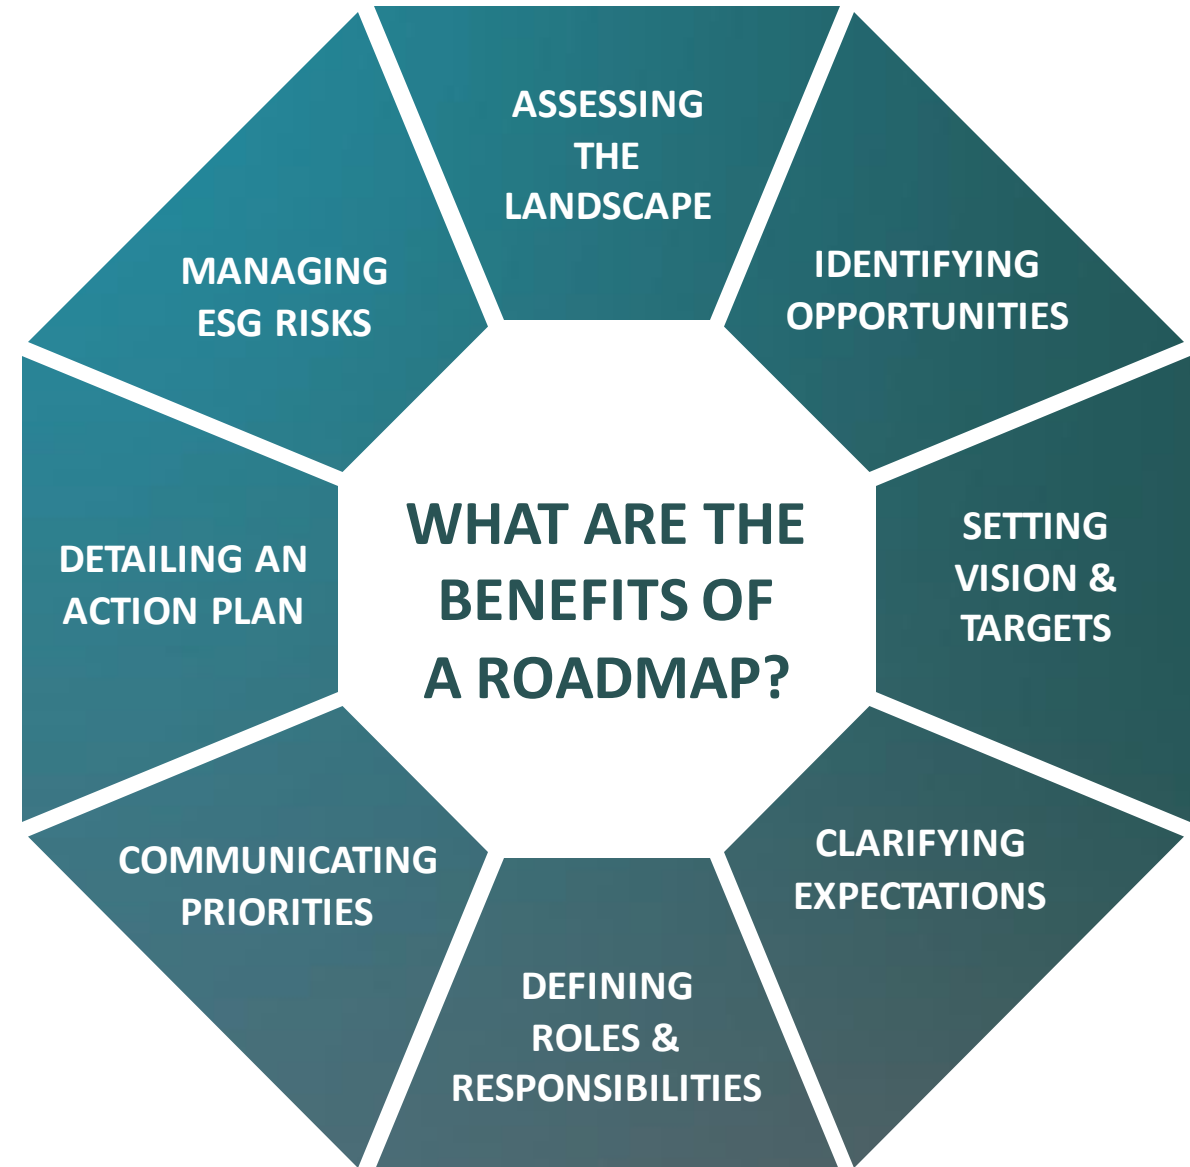 ASSESSING
THE
LANDSCAPE
IDENTIFYING
OPPORTUNITIES
SETTING
VISION &
TARGETS
CLARIFYING
EXPECTATIONS
DEFINING
ROLES &
RESPONSIBILITIES
COMMUNICATING
PRIORITIES
DETAILING AN
ACTION PLAN
MANAGING
ESG RISKS
WHAT ARE THE
BENEFITS OF
A ROADMAP?